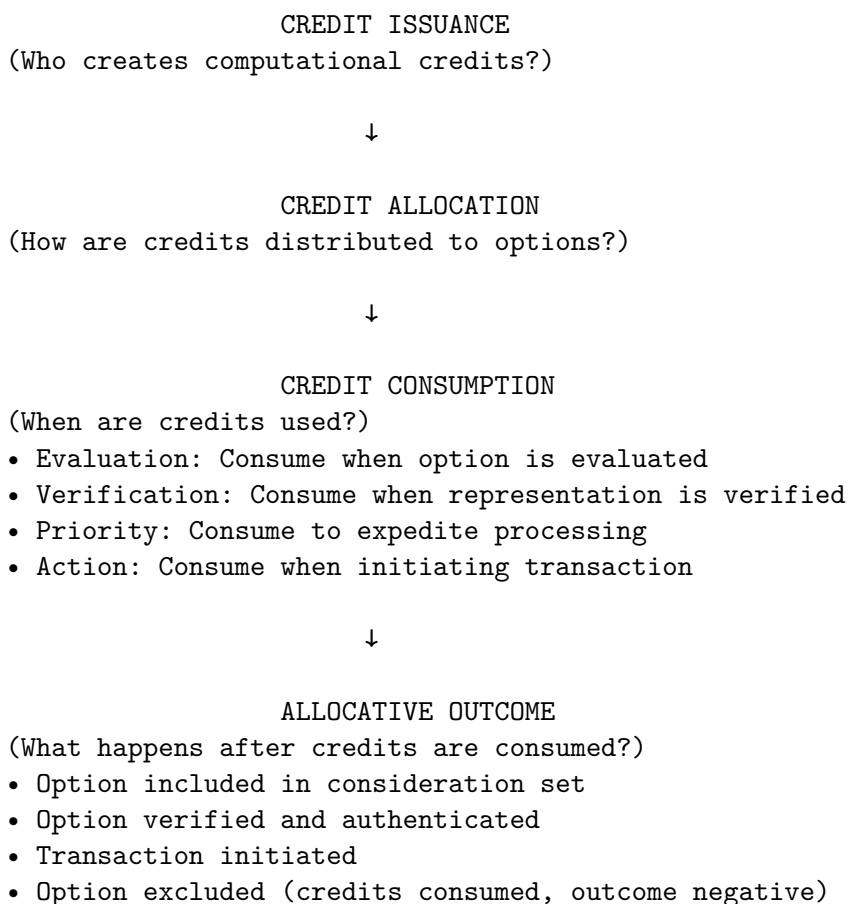 CREDIT ISSUANCE
(Who creates computational credits?)
↓
CREDIT ALLOCATION
(How are credits distributed to options?)
↓
CREDIT CONSUMPTION
(When are credits used?)
• Evaluation: Consume when option is evaluated
• Verification: Consume when representation is verified
• Priority: Consume to expedite processing
• Action: Consume when initiating transaction
↓
ALLOCATIVE OUTCOME
(What happens after credits are consumed?)
• Option included in consideration set
• Option verified and authenticated
• Transaction initiated
• Option excluded (credits consumed, outcome negative)